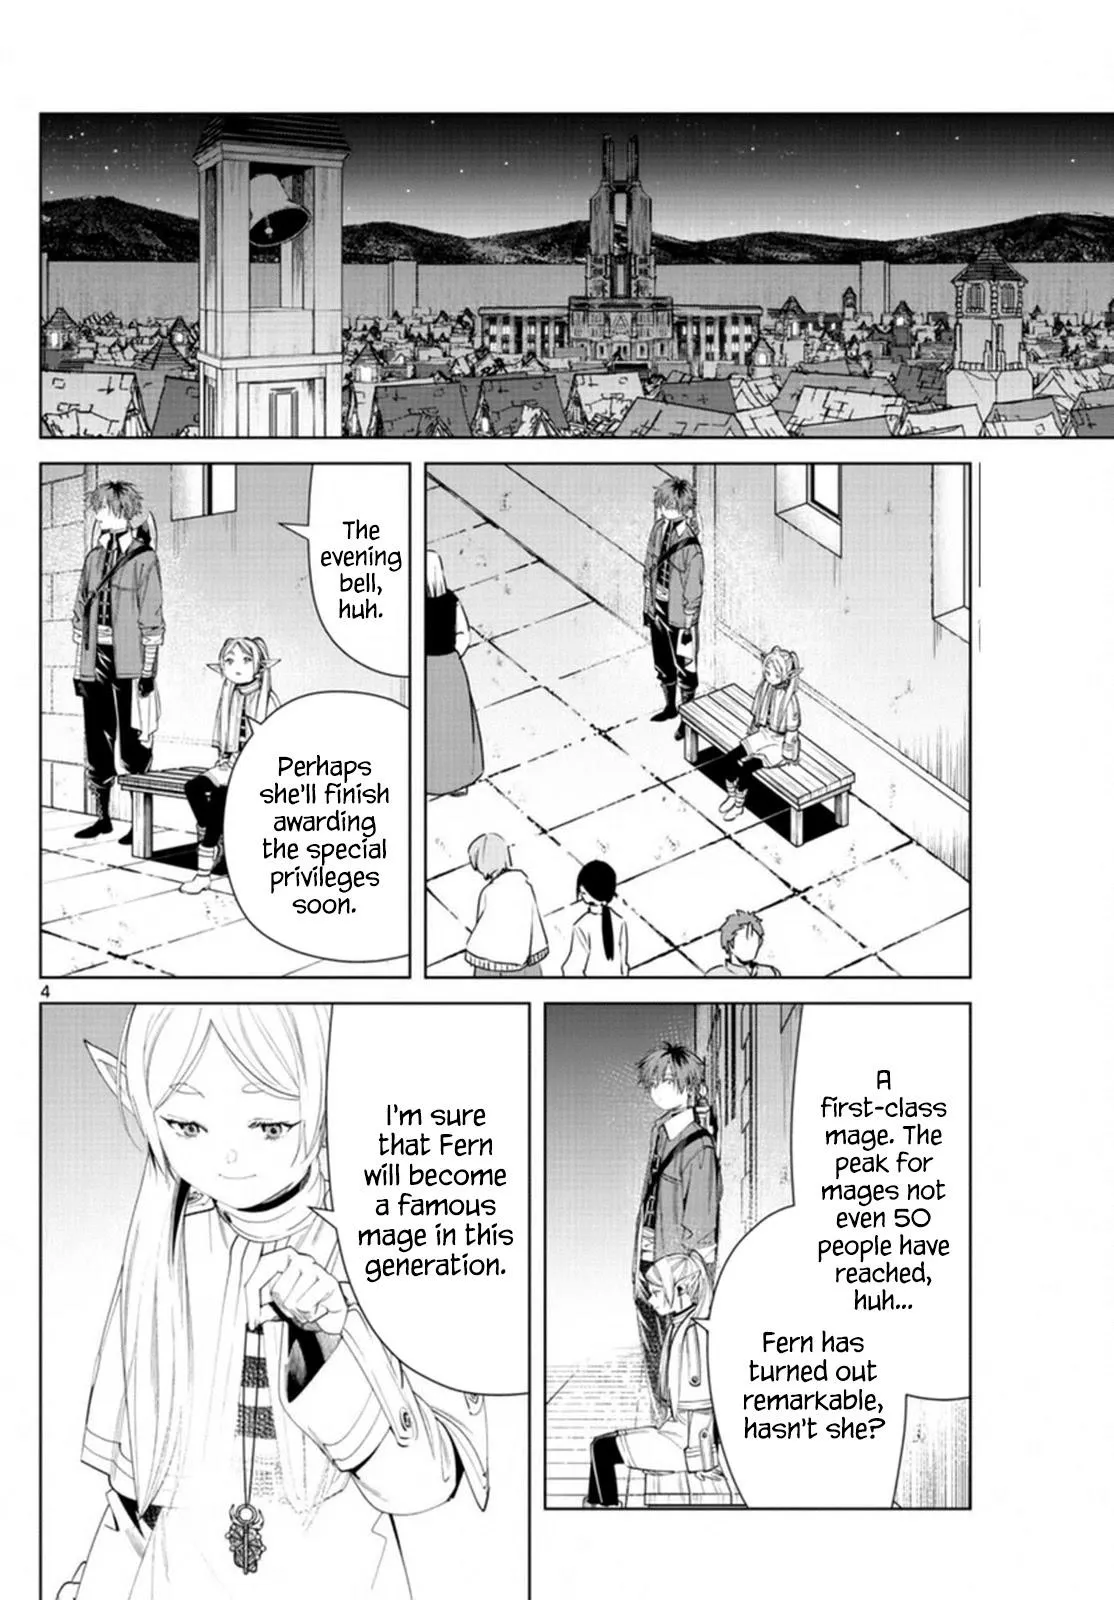 The
evening
bell,
huh.
Perhaps
she'll finish
awarding
the special
privileges
soon.
4
A
first-class
mage. The
peak for
mages not
even 50
people have
reached,
huh...
Fern has
turned out
remarkable,
hasn't she?
I'm sure
that Fern
will become
a famous
mage in this
generation.